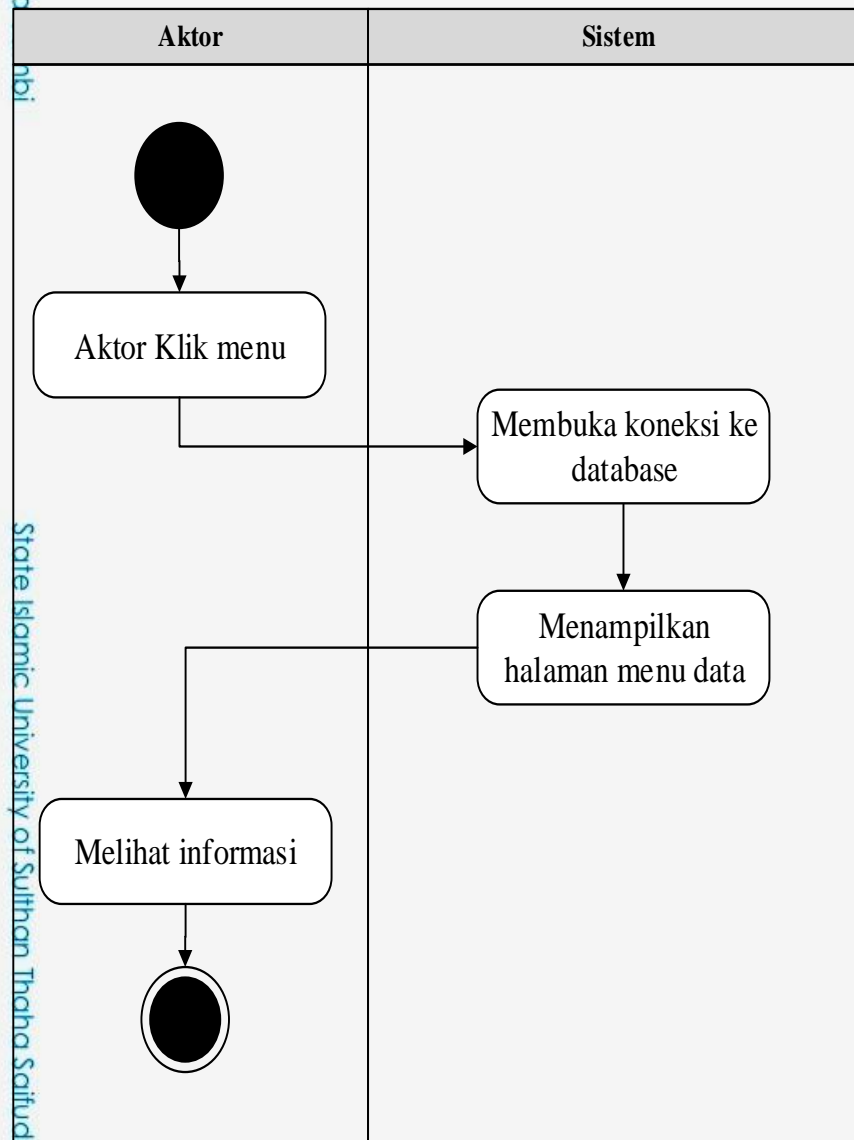 Aktor
Sistem
Aktor Klik menu
Membuka koneksi ke
database
Menampilkan
halaman menu data
Melihat informasi
State Islamic University of Sulthan Thaha Saifud